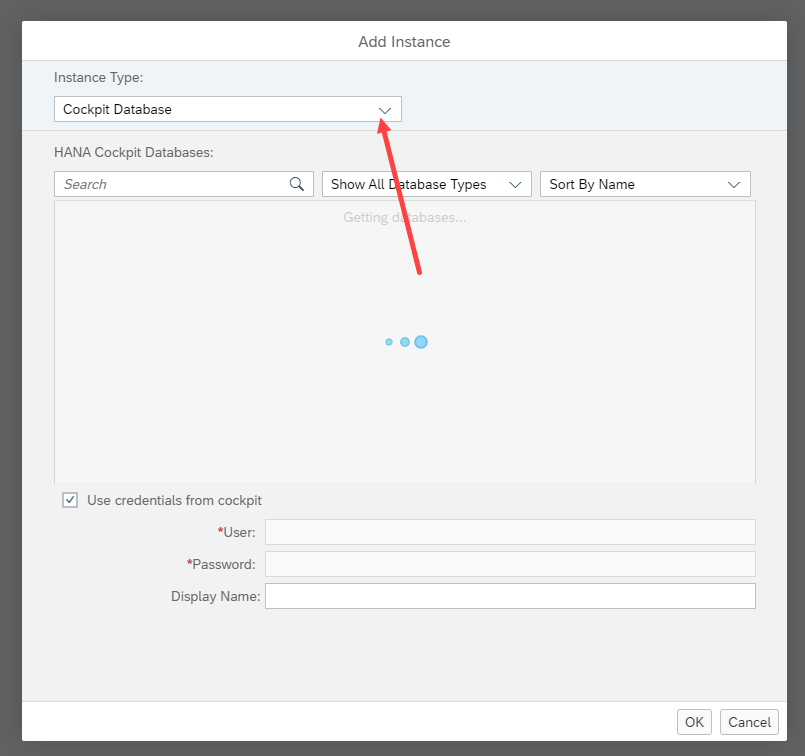 Add Instance
Instance Type:
Cockpit Database
HANA Cockpit Databases:
Search
Show All Database Types
Sort By Name
Getting databases...
Use credentials from cockpit
*User:
*Password:
Display Name:
OK
Cancel